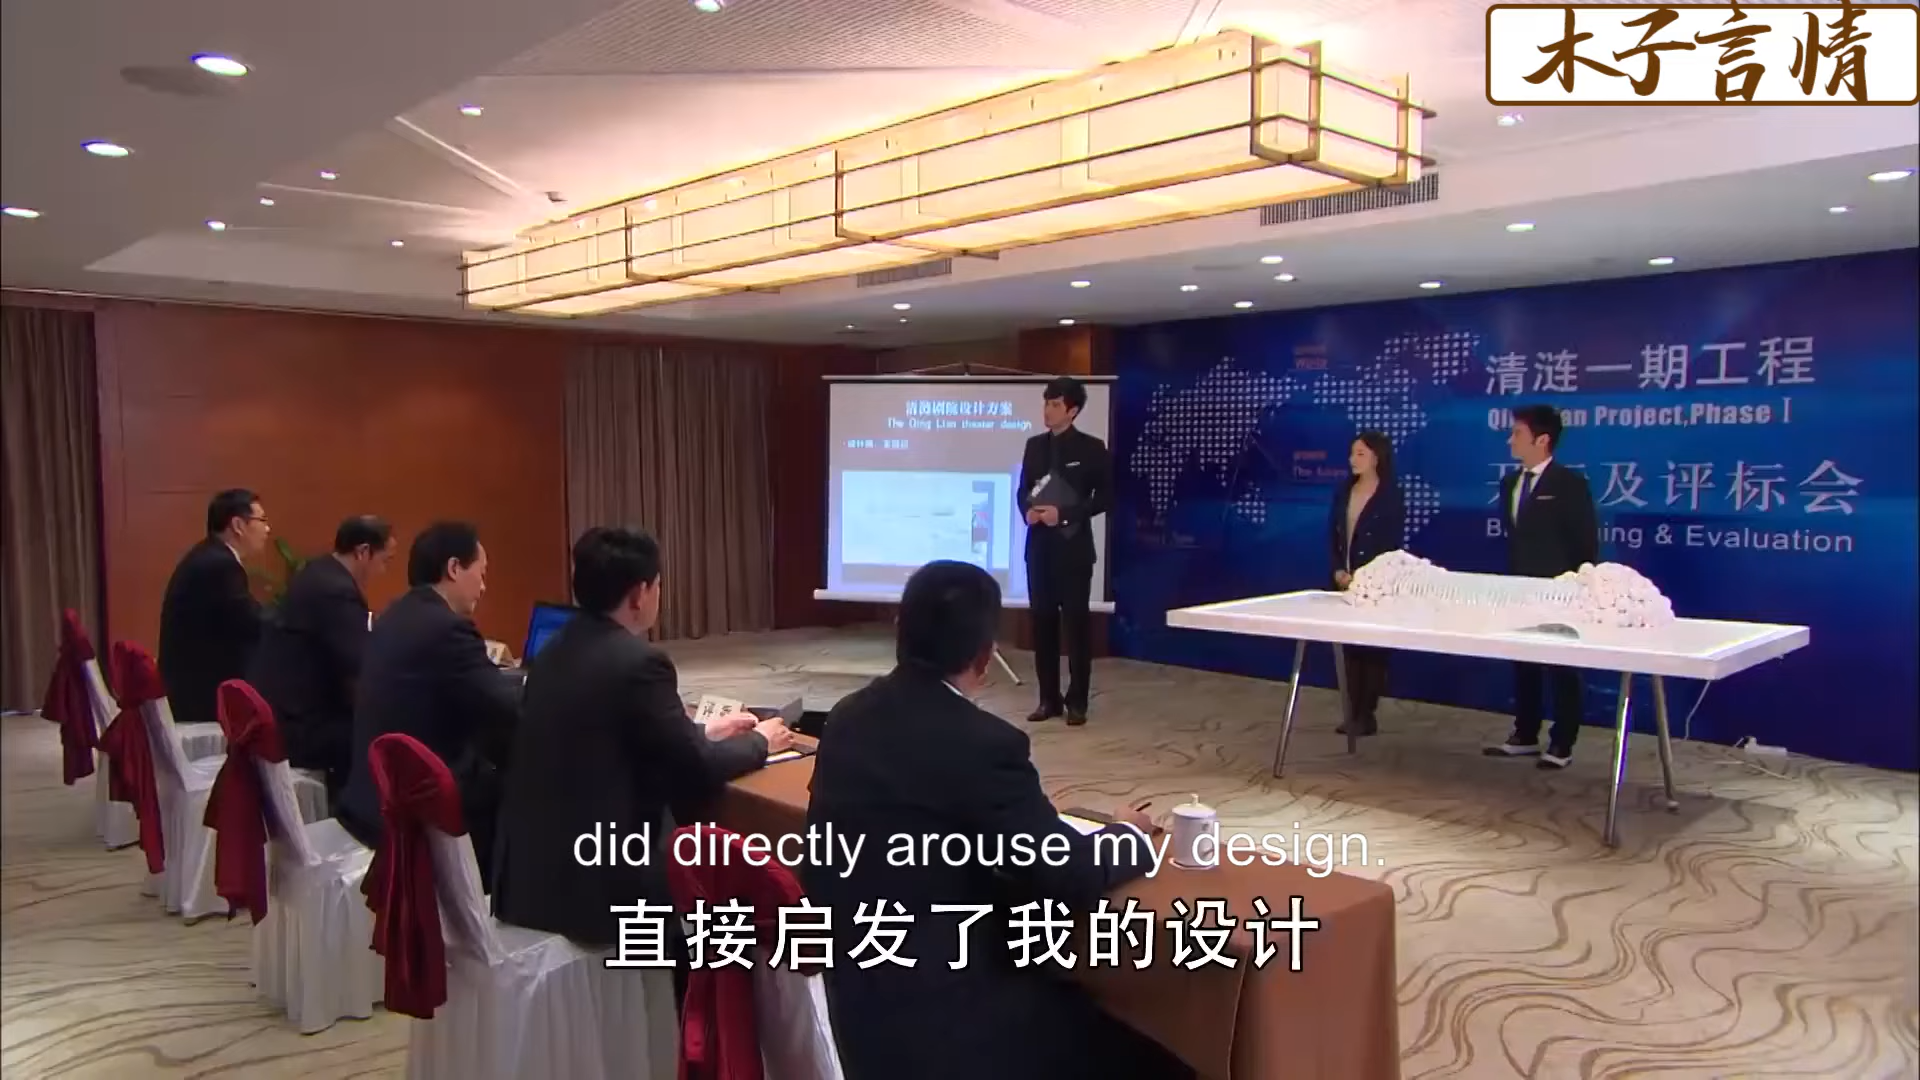 木子言情
清涟一期工程
Project,Phase I
及评标会
& Evaluation
清涟剧院设计方案
The Qing Lian theater design
did directly arouse my design.
直接启发了我的设计